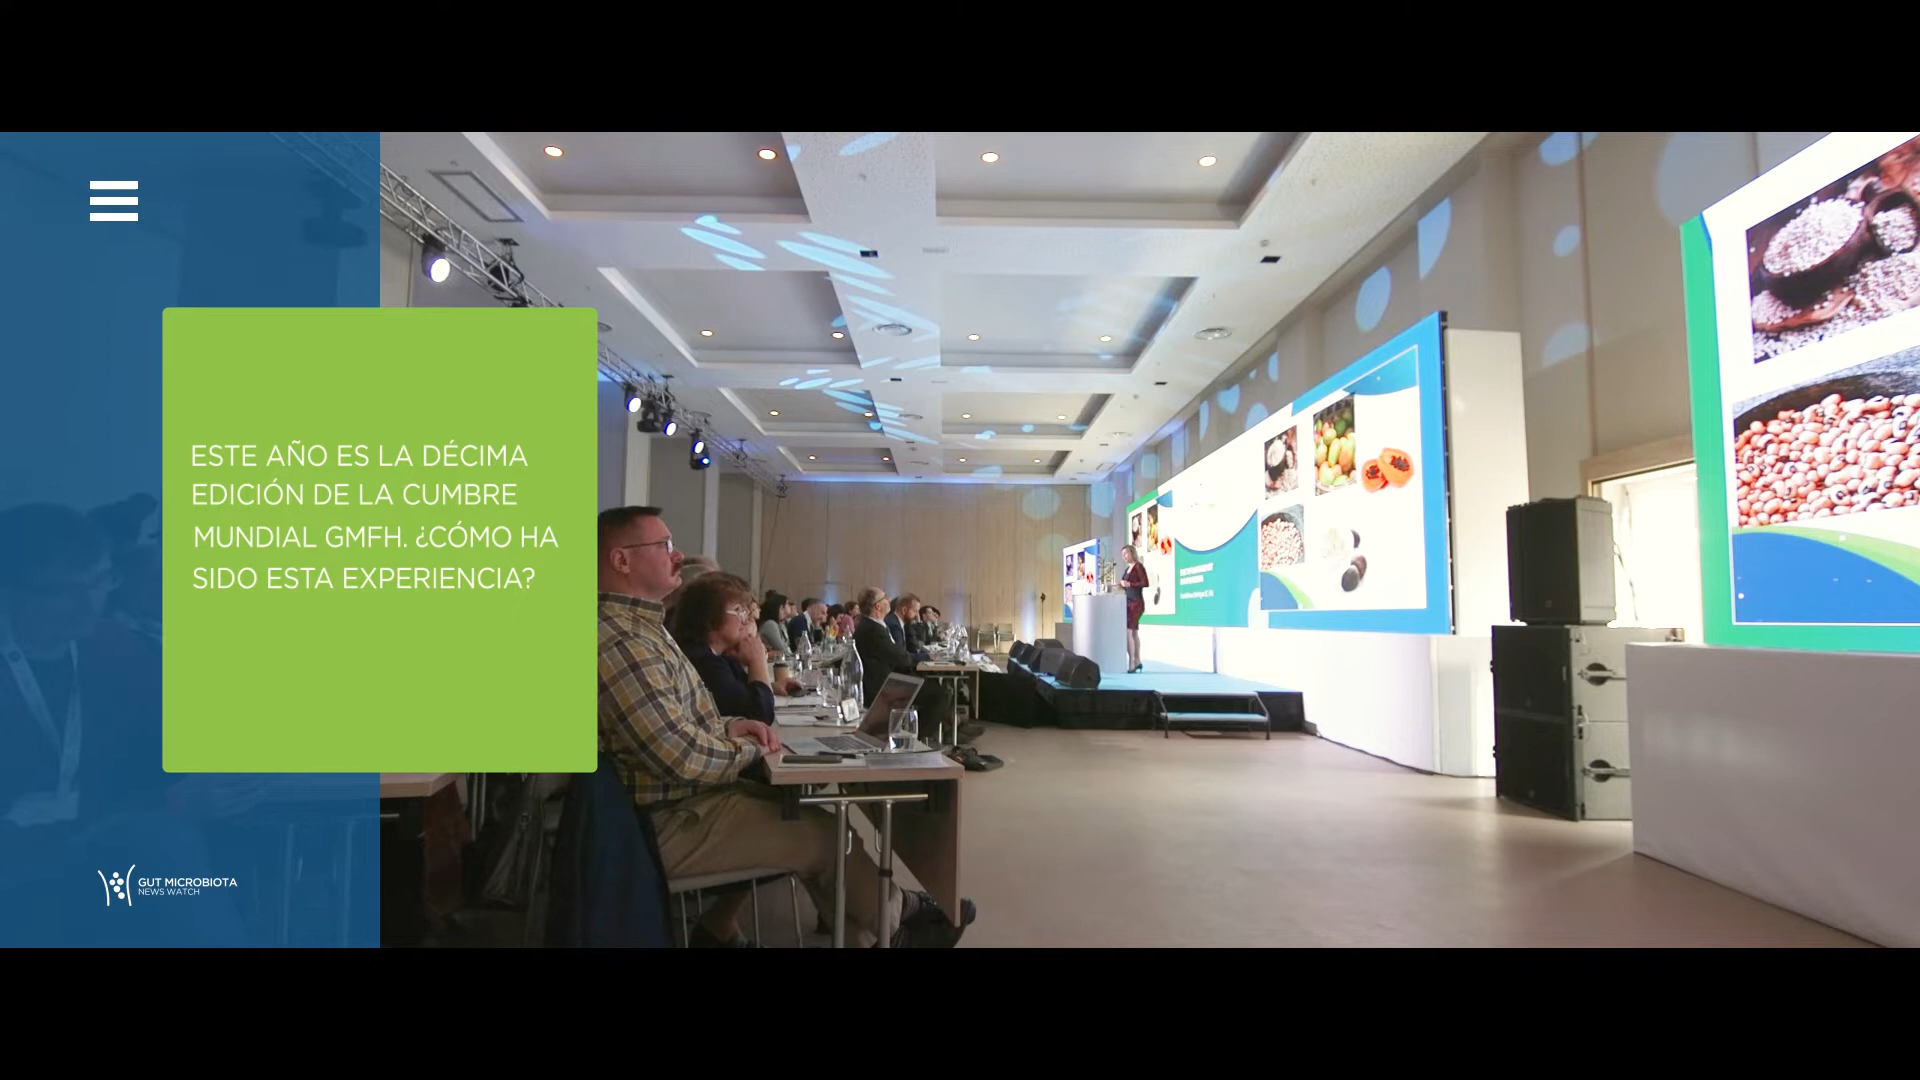 ESTE AÑO ES LA DÉCIMA
EDICIÓN DE LA CUMBRE
MUNDIAL GMFH. ¿CÓMO HA
SIDO ESTA EXPERIENCIA?
GUT MICROBIOTA
NEWS WATCH